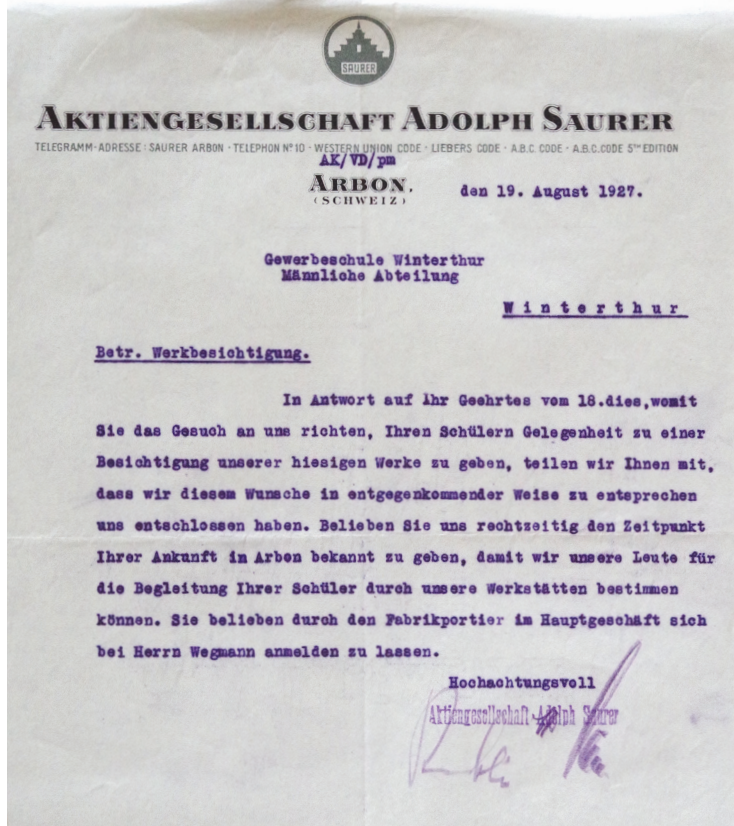 SAURER
AKTIENGESELLSCHAFT ADOLPH SAURER
TELEGRAMM-ADRESSE: SAURER ARBON · TELEPHON Nº 10 · WESTERN UNION CODE · LIEBERS CODE · A.B.C. CODE · A.B.C. CODE 5TH EDITION
AK/VD/pm
ARBON,
(SCHWEIZ)
den 19. August 1927.
Gewerbeschule Winterthur
Männliche Abteilung
Winterthur
Betr. Werkbesichtigung.
In Antwort auf Ihr Geehrtes vom 18.dies,womit
Sie das Gesuch an uns richten, Ihren Schülern Gelegenheit zu einer
Besichtigung unserer hiesigen Werke zu geben, teilen wir Ihnen mit,
dass wir diesem Wunsche in entgegenkommender Weise zu entsprechen
uns entschlossen haben. Belieben Sie uns rechtzeitig den Zeitpunkt
Ihrer Ankunft in Arbon bekannt zu geben, damit wir unsere Leute für
die Begleitung Ihrer Schüler durch unsere Werkstätten bestimmen
können. Sie belieben durch den Fabrikportier im Hauptgeschäft sich
bei Herrn Wegmann anmelden zu lassen.
Hochachtungsvoll
Aktiengesellschaft Adolph Saurer